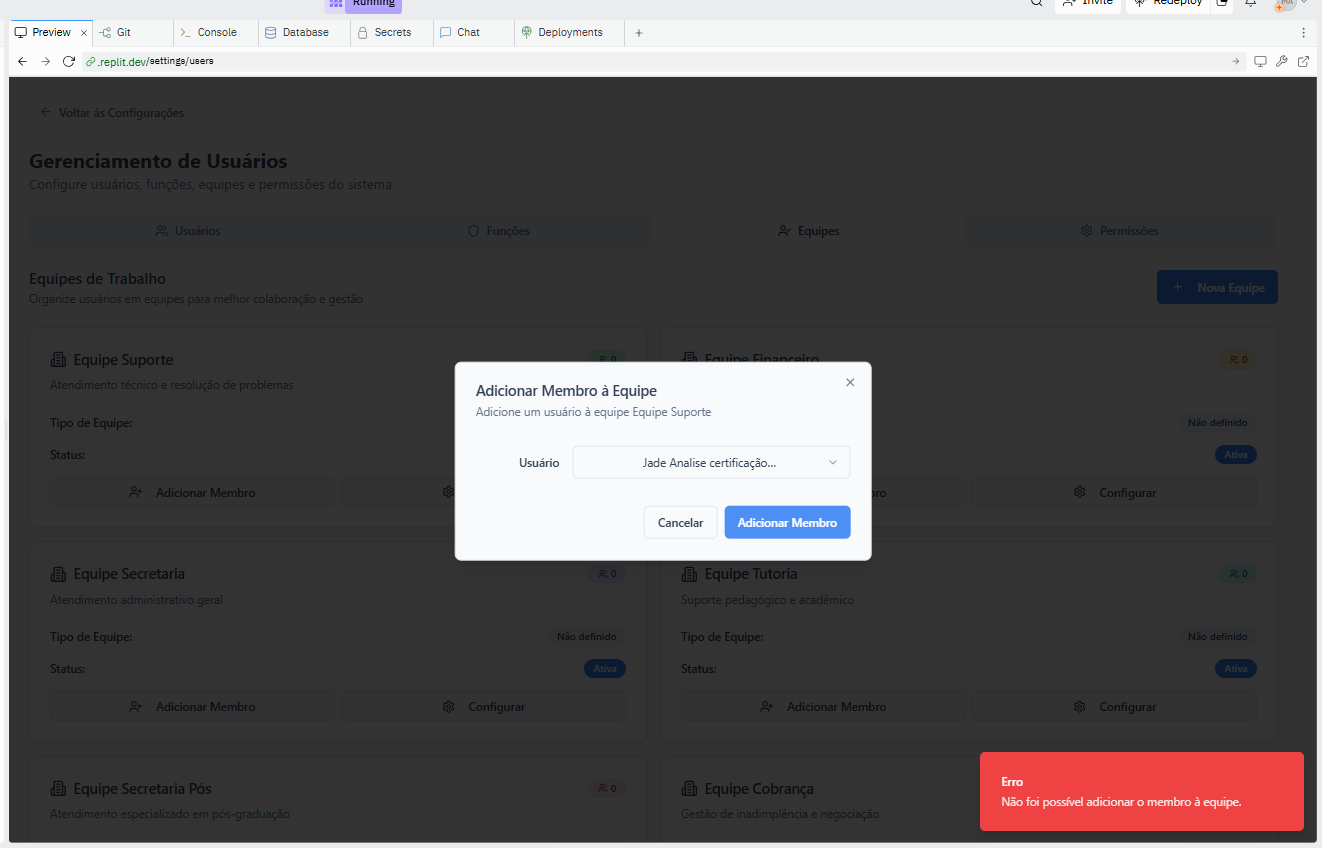 Running
Invite
Redeploy
Preview
Git
Console
Database
Secrets
Chat
Deployments
.replit.dev/settings/users
Voltar às Configurações
Gerenciamento de Usuários
Configure usuários, funções, equipes e permissões do sistema
Usuários
Funções
Equipes
Permissões
Equipes de Trabalho
Organize usuários em equipes para melhor colaboração e gestão
+ Nova Equipe
Equipe Suporte
0
Atendimento técnico e resolução de problemas
Tipo de Equipe:
Status:
Adicionar Membro
Equipe Financeiro
0
Não definido
Ativa
bro
Configurar
Adicionar Membro à Equipe
Adicione um usuário à equipe Equipe Suporte
Usuário
Jade Analise certificação...
Cancelar
Adicionar Membro
Equipe Secretaria
0
Atendimento administrativo geral
Tipo de Equipe:
Não definido
Status:
Ativa
Adicionar Membro
Configurar
Equipe Tutoria
0
Suporte pedagógico e acadêmico
Tipo de Equipe:
Não definido
Status:
Ativa
Adicionar Membro
Configurar
Equipe Secretaria Pós
0
Atendimento especializado em pós-graduação
Equipe Cobrança
Gestão de inadimplência e negociação
Erro
Não foi possível adicionar o membro à equipe.